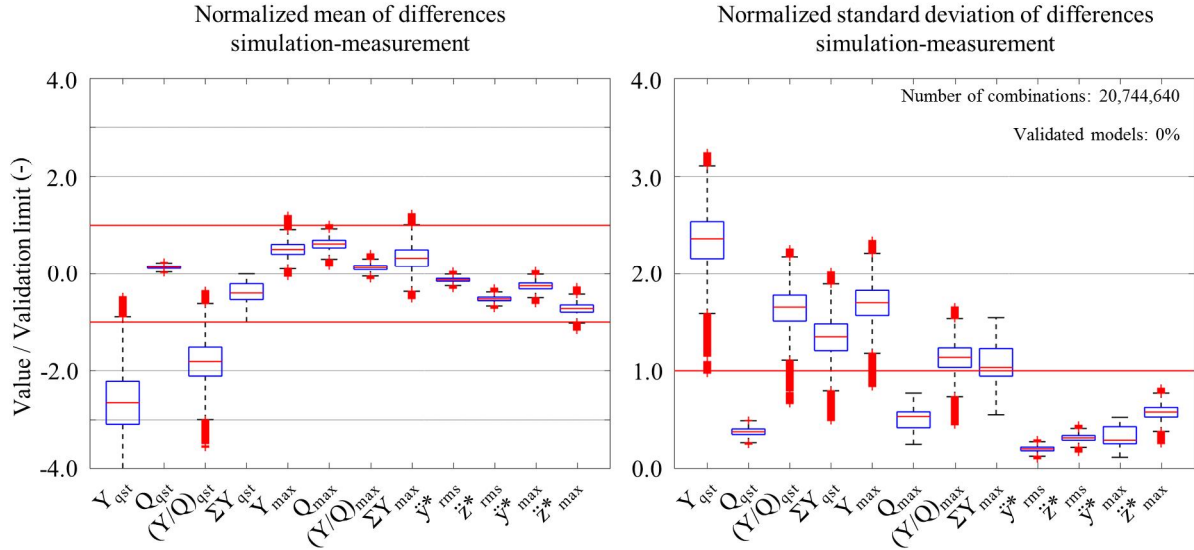 Normalized mean of differences
simulation-measurement
Value / Validation limit (-)
4.0
2.0
0.0
-2.0
-4.0
Y qst
Q qst
(Y/Q) qst
ΣY qst
Y max
Q max
(Y/Q) max
ΣY max
ÿ* rms
z̈* rms
ÿ* max
z̈* max
Normalized standard deviation of differences
simulation-measurement
Number of combinations: 20,744,640
Validated models: 0%
4.0
3.0
2.0
1.0
0.0
Y qst
Q qst
(Y/Q) qst
ΣY qst
Y max
Q max
(Y/Q) max
ΣY max
ÿ* rms
z̈* rms
ÿ* max
z̈* max